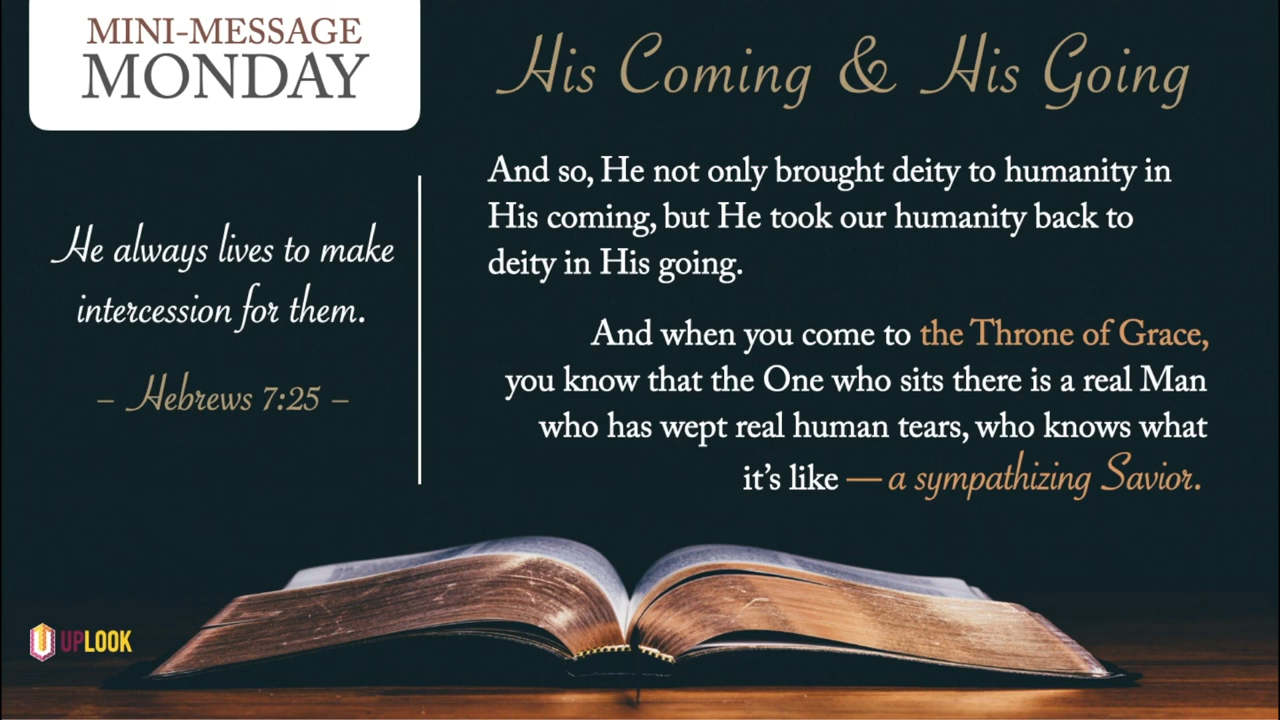 MINI-MESSAGE
MONDAY
His Coming & His Going
He always lives to make
intercession for them.
– Hebrews 7:25 –
And so, He not only brought deity to humanity in
His coming, but He took our humanity back to
deity in His going.
And when you come to the Throne of Grace,
you know that the One who sits there is a real Man
who has wept real human tears, who knows what
it's like — a sympathizing Savior.
UPLOOK